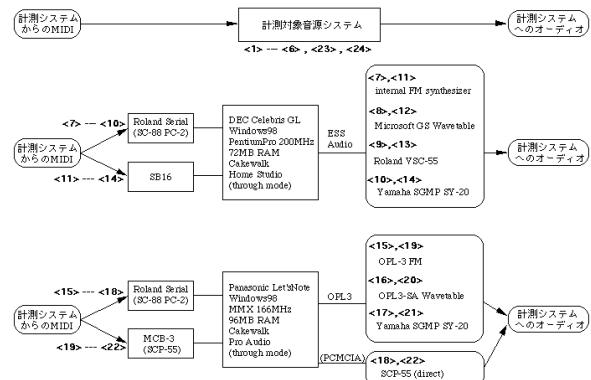 計測システム
からのMIDI
計測対象音源システム
計測システム
へのオーディオ
<1> --- <6> , <23> , <24>
<7> --- <10>
Roland Serial
(SC-88 PC-2)
計測システム
からのMIDI
<11> --- <14>
SB16
DEC Celebris GL
Windows98
PentiumPro 200MHz
72MB RAM
Cakewalk
Home Studio
(through mode)
ESS
Audio
<7>,<11>
internal FM synthesizer
<8>,<12>
Microsoft GS Wavetable
<9>,<13>
Roland VSC-55
<10>,<14>
Yamaha SGMP SY-20
計測システム
へのオーディオ
<15> --- <18>
Roland Serial
(SC-88 PC-2)
計測システム
からのMIDI
<19> --- <22>
MCB-3
(SCP-55)
Panasonic Let'sNote
Windows98
MMX 166MHz
96MB RAM
Cakewalk
Pro Audio
(through mode)
OPL3
(PCMCIA)
<15>,<19>
OPL-3 FM
<16>,<20>
OPL3-SA Wavetable
<17>,<21>
Yamaha SGMP SY-20
<18>,<22>
SCP-55 (direct)
計測システム
へのオーディオ